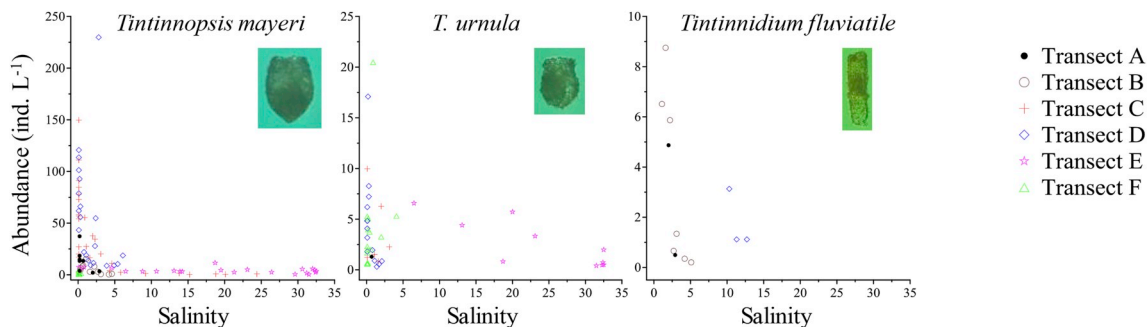 Tintinnopsis mayeri
T. urnula
Tintinnidium fluviatile
Abundance (ind. L-1)
250
200
150
100
50
0
0 5 10 15 20 25 30 35
Salinity
25
20
15
10
5
0
0 5 10 15 20 25 30 35
Salinity
10
8
6
4
2
0
0 5 10 15 20 25 30 35
Salinity
Transect A
Transect B
Transect C
Transect D
Transect E
Transect F